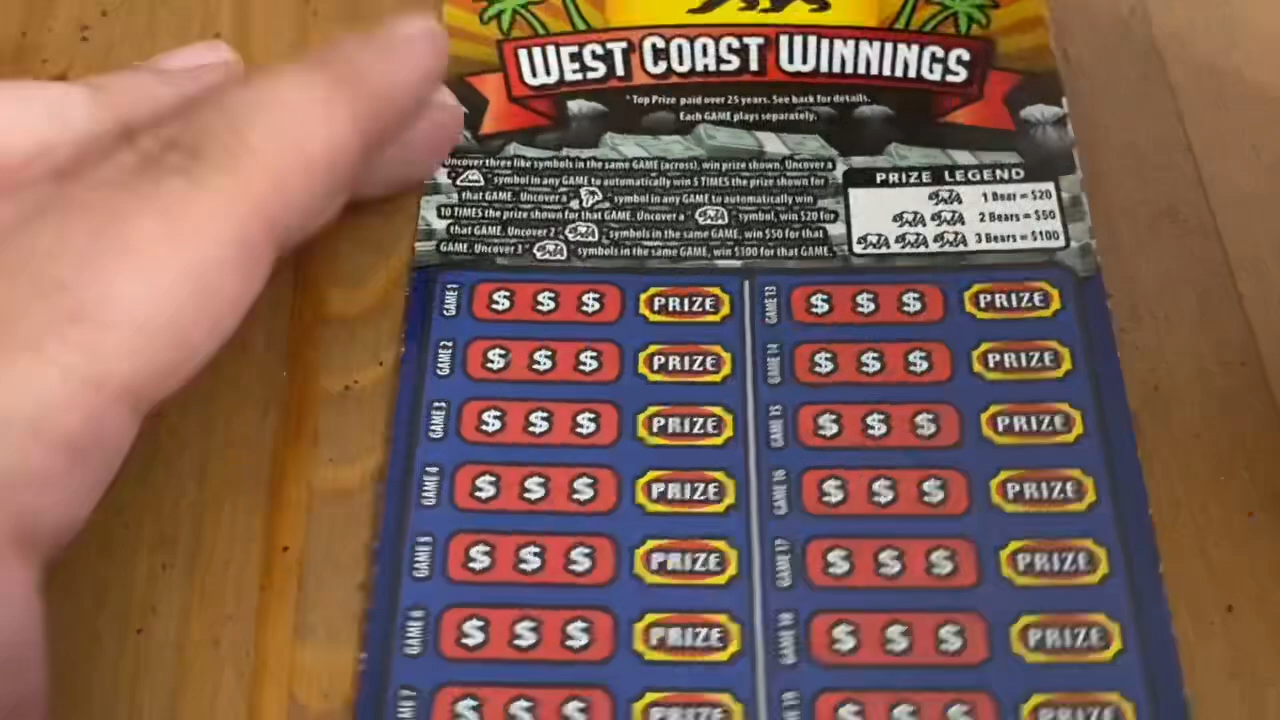 WEST COAST WINNINGS
*Top Prize paid over 25 years. See back for details.
Each GAME plays separately.
Uncover three like symbols in the same GAME (across), win prize shown. Uncover a
" " symbol in any GAME to automatically win 5 TIMES the prize shown for
that GAME. Uncover a " " symbol in any GAME to automatically win
10 TIMES the prize shown for that GAME. Uncover a " " symbol, win $20 for
that GAME. Uncover 2 " " symbols in the same GAME, win $50 for that
GAME. Uncover 3 " " symbols in the same GAME, win $100 for that GAME.
PRIZE LEGEND
1 Bear = $20
2 Bears = $50
3 Bears = $100
GAME 1 $ $ $ PRIZE
GAME 2 $ $ $ PRIZE
GAME 3 $ $ $ PRIZE
GAME 4 $ $ $ PRIZE
GAME 5 $ $ $ PRIZE
GAME 6 $ $ $ PRIZE
GAME 7 $ $ $ PRIZE
GAME 13 $ $ $ PRIZE
GAME 14 $ $ $ PRIZE
GAME 15 $ $ $ PRIZE
GAME 16 $ $ $ PRIZE
GAME 17 $ $ $ PRIZE
GAME 18 $ $ $ PRIZE
GAME 19 $ $ $ PRIZE